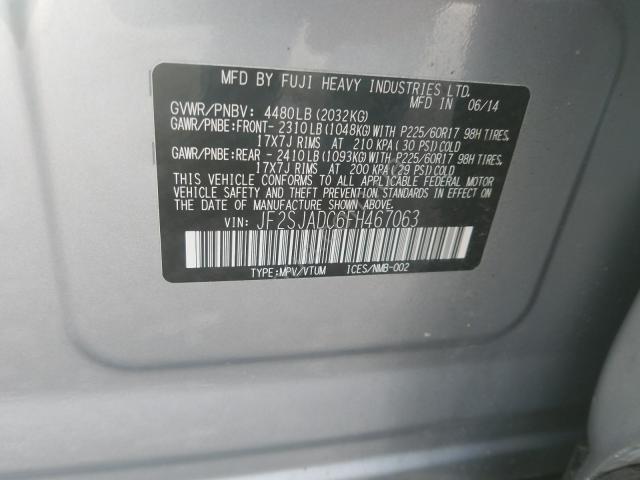 MFD BY FUJI HEAVY INDUSTRIES LTD.
MFD IN 06/14
GVWR/PNBV: 4480LB(2032KG)
GAWR/PNBE:FRONT-2310LB(1048KG)WITH P225/60R17 98H TIRES,
17X7J RIMS AT 210 KPA(30 PSI)COLD
GAWR/PNBE:REAR -2410LB(1093KG)WITH P225/60R17 98H TIRES,
17X7J RIMS AT 200 KPA(29 PSI)COLD
THIS VEHICLE CONFORMS TO ALL APPLICABLE FEDERAL MOTOR
VEHICLE SAFETY AND THEFT PREVENTION STANDARDS IN EFFECT ON
DATE OF MANUFACTURE SHOWN ABOVE.
VIN: JF2SJADC6FH467063
TYPE:MPV/VTUM ICES/NMB-002